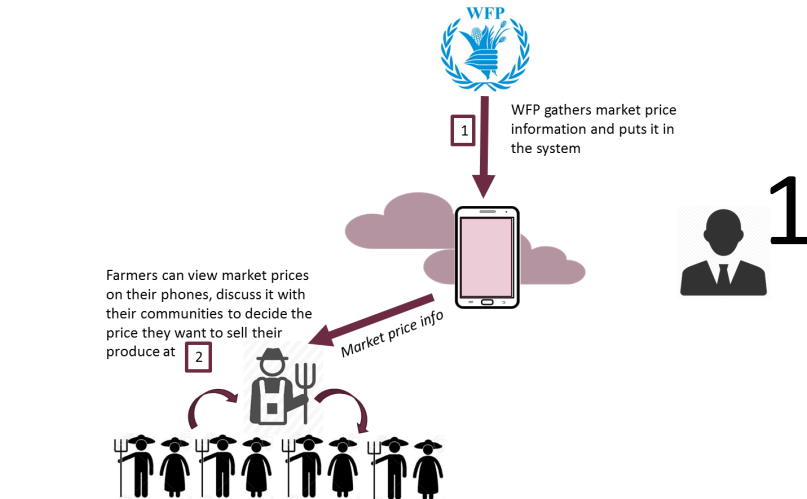 WFP
1
WFP gathers market price
information and puts it in
the system
1
Farmers can view market prices
on their phones, discuss it with
their communities to decide the
price they want to sell their
produce at
2
Market price info